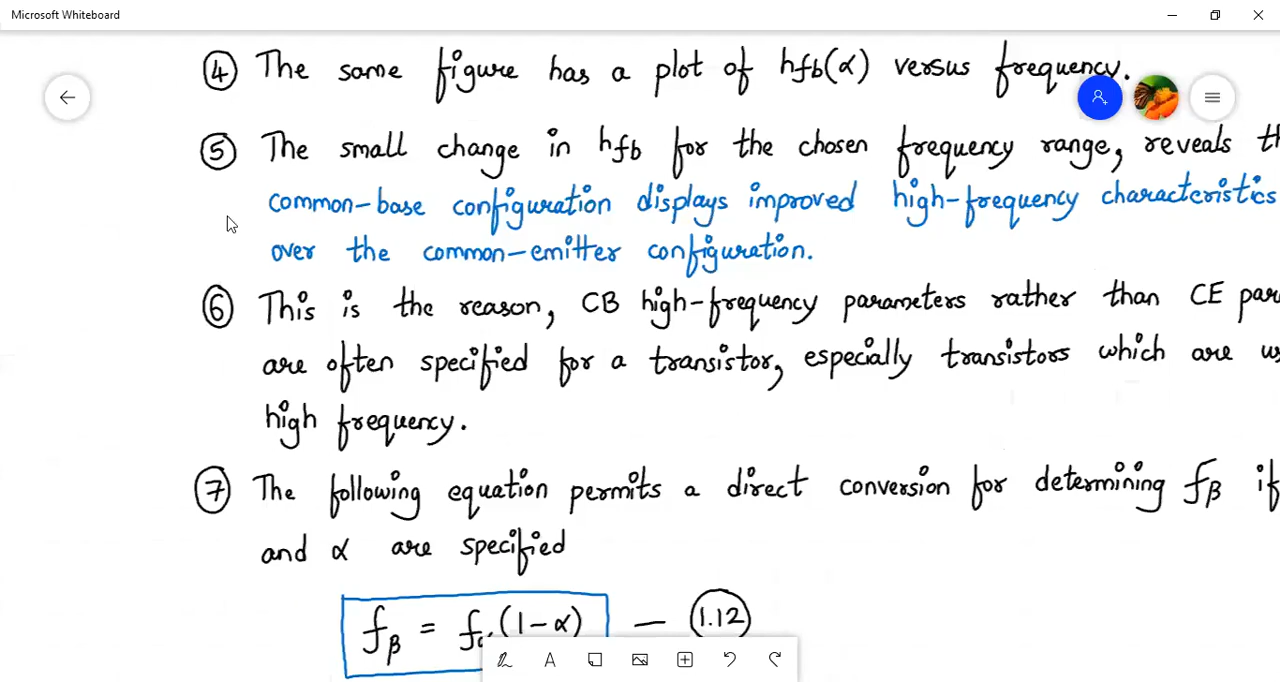 Microsoft Whiteboard
④ The same figure has a plot of hfb(α) versus frequency.
⑤ The small change in hfb for the chosen frequency range, reveals th
common-base configuration displays improved high-frequency characteristics
over the common-emitter configuration.
⑥ This is the reason, CB high-frequency parameters rather than CE par
are often specified for a transistor, especially transistors which are us
high frequency.
⑦ The following equation permits a direct conversion for determining fβ if
and α are specified
fβ = fα(1-α) — 1.12
A